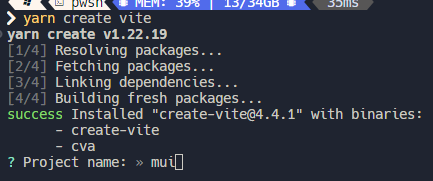 pwsh MEM: 39% | 13/34GB 35ms
❯ yarn create vite
yarn create v1.22.19
[1/4] Resolving packages...
[2/4] Fetching packages...
[3/4] Linking dependencies...
[4/4] Building fresh packages...
success Installed "create-vite@4.4.1" with binaries:
- create-vite
- cva
? Project name: » mui